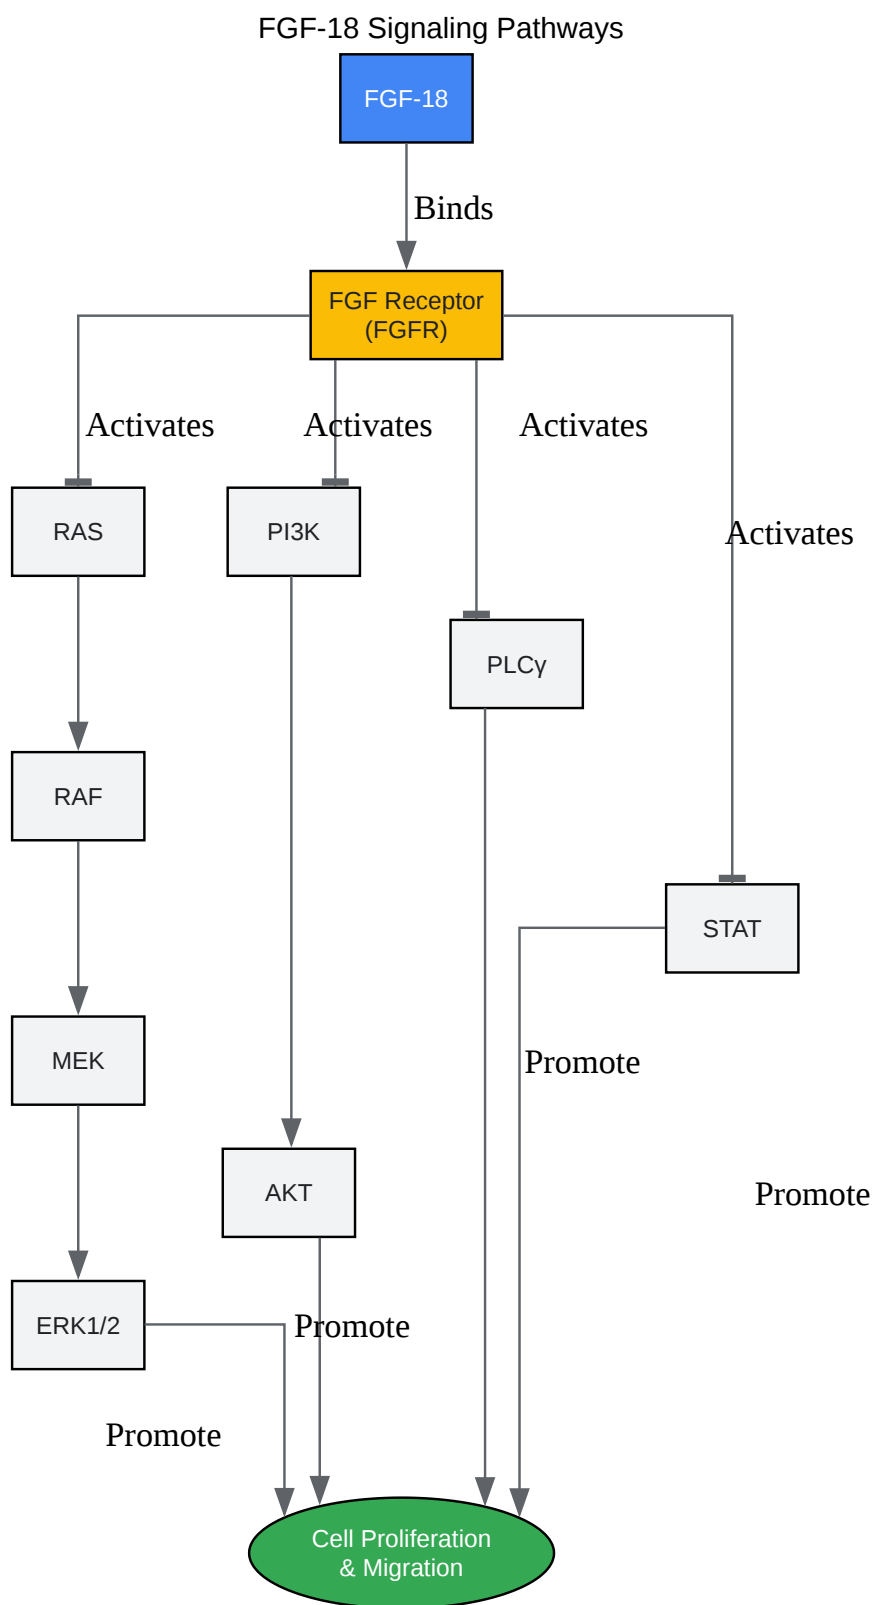 FGF-18 Signaling Pathways
FGF-18
Binds
FGF Receptor
(FGFR)
Activates
Activates
Activates
RAS
PI3K
Activates
PLCγ
RAF
STAT
MEK
Promote
AKT
Promote
ERK1/2
Promote
Promote
Cell Proliferation
& Migration